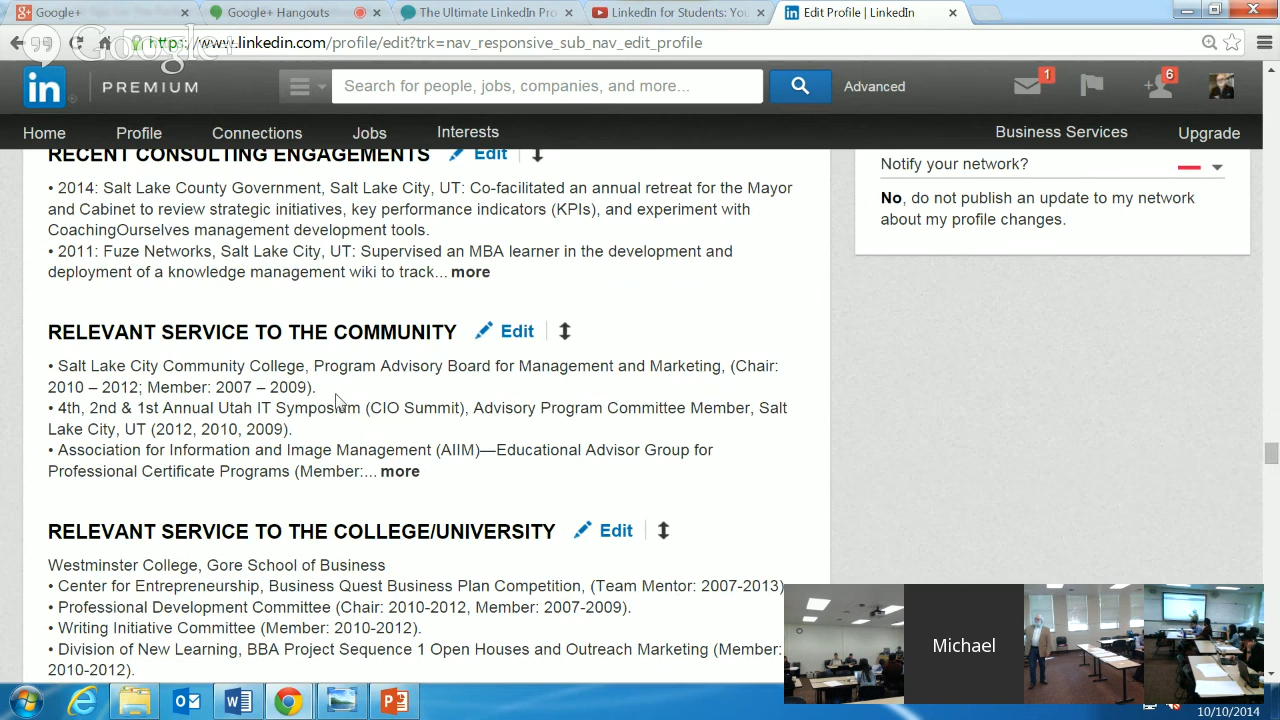 Google+
Google+ Hangouts
The Ultimate LinkedIn Pro
LinkedIn for Students: You
Edit Profile | LinkedIn
Google+
https://www.linkedin.com/profile/edit?trk=nav_responsive_sub_nav_edit_profile
in PREMIUM
Search for people, jobs, companies, and more...
Advanced
1
6
Home Profile Connections Jobs Interests
Business Services Upgrade
RECENT CONSULTING ENGAGEMENTS Edit
• 2014: Salt Lake County Government, Salt Lake City, UT: Co-facilitated an annual retreat for the Mayor
and Cabinet to review strategic initiatives, key performance indicators (KPIs), and experiment with
CoachingOurselves management development tools.
• 2011: Fuze Networks, Salt Lake City, UT: Supervised an MBA learner in the development and
deployment of a knowledge management wiki to track... more
RELEVANT SERVICE TO THE COMMUNITY Edit
• Salt Lake City Community College, Program Advisory Board for Management and Marketing, (Chair:
2010 – 2012; Member: 2007 – 2009).
• 4th, 2nd & 1st Annual Utah IT Symposium (CIO Summit), Advisory Program Committee Member, Salt
Lake City, UT (2012, 2010, 2009).
• Association for Information and Image Management (AIIM)—Educational Advisor Group for
Professional Certificate Programs (Member:... more
RELEVANT SERVICE TO THE COLLEGE/UNIVERSITY Edit
Westminster College, Gore School of Business
• Center for Entrepreneurship, Business Quest Business Plan Competition, (Team Mentor: 2007-2013)
• Professional Development Committee (Chair: 2010-2012, Member: 2007-2009).
• Writing Initiative Committee (Member: 2010-2012).
• Division of New Learning, BBA Project Sequence 1 Open Houses and Outreach Marketing (Member:
2010-2012).
Notify your network?
No, do not publish an update to my network
about my profile changes.
Michael
10/10/2014